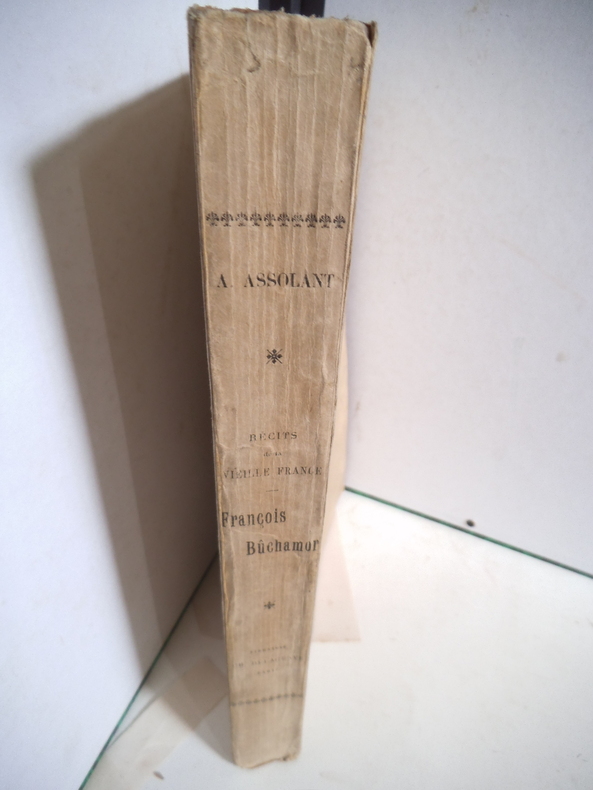 A. ASSOLANT
RÉCITS
de la
VIEILLE FRANCE
François
Bûchamor